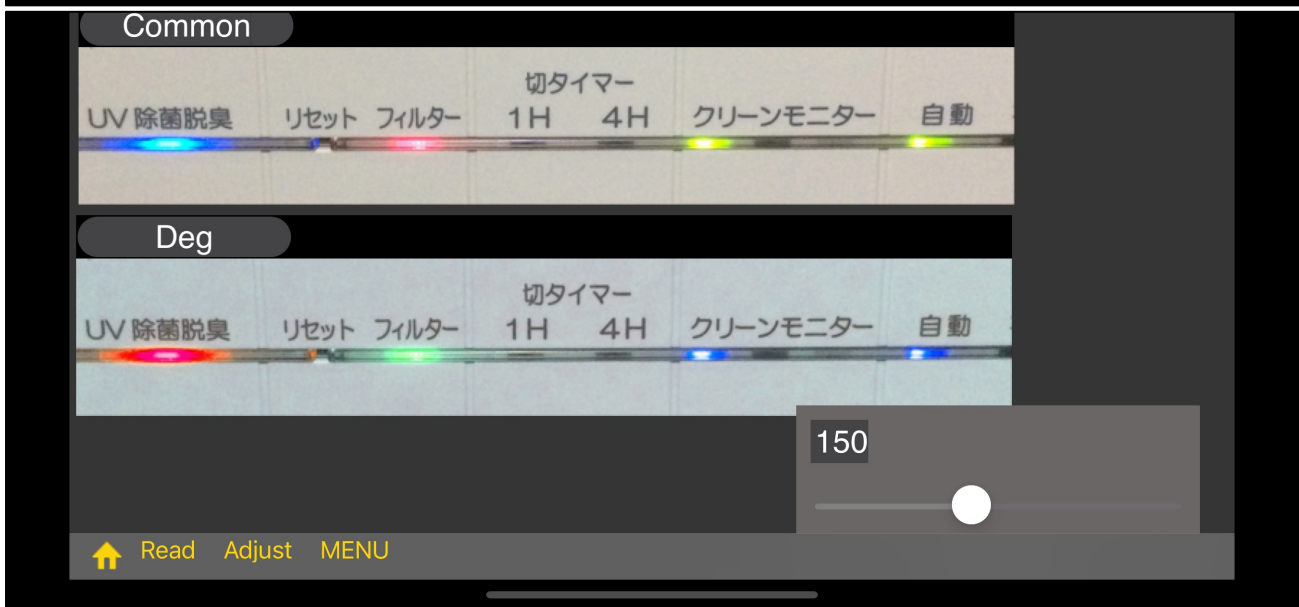 Common
切タイマー
UV 除菌脱臭 リセット フィルター 1H 4H クリーンモニター 自動
Deg
切タイマー
UV 除菌脱臭 リセット フィルター 1H 4H クリーンモニター 自動
150
Read Adjust MENU